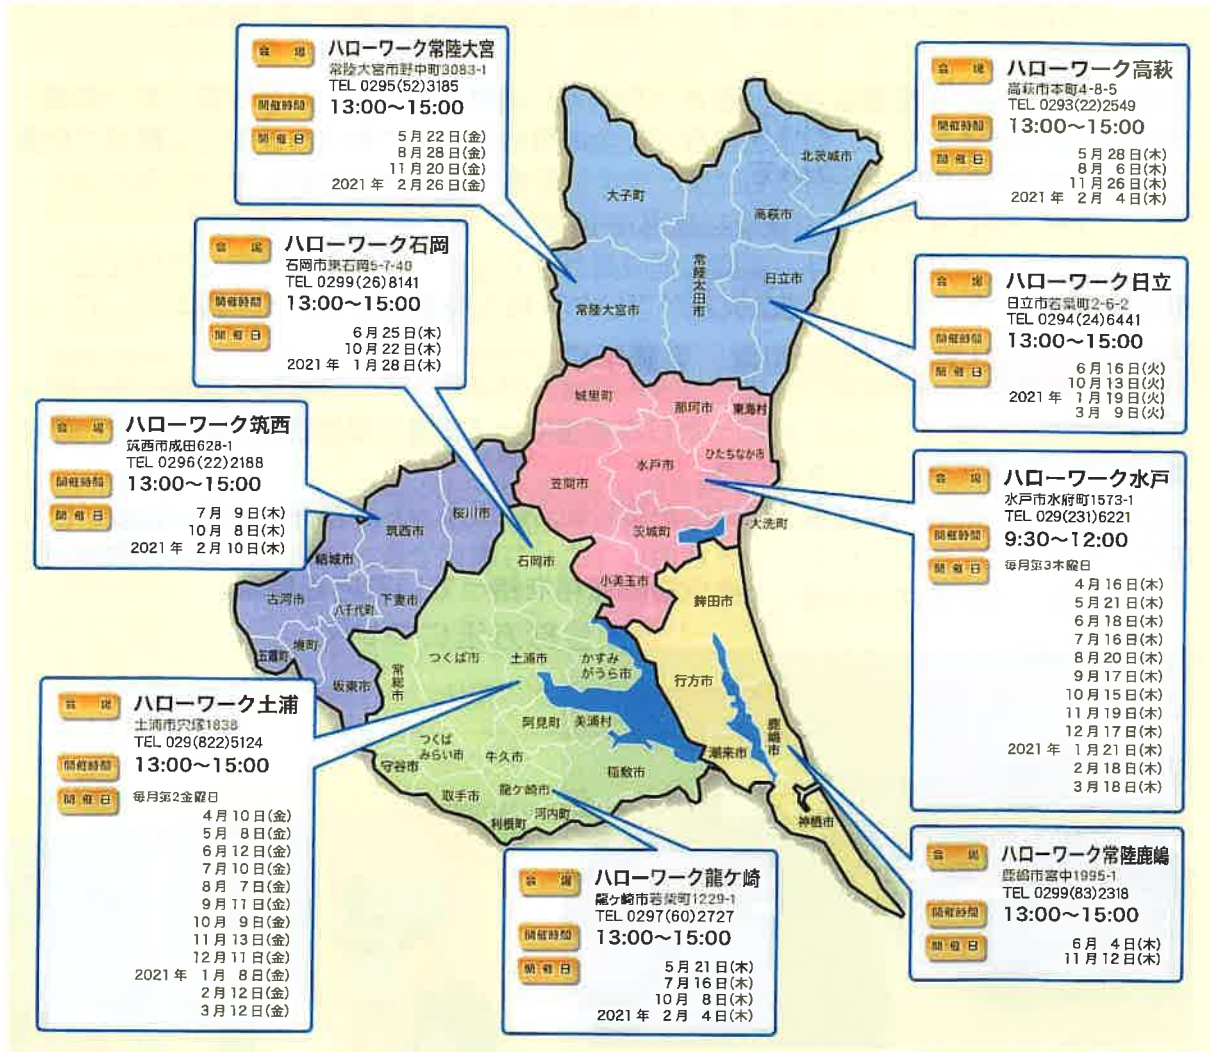 会場 ハローワーク常陸大宮
常陸大宮市野中町3083-1
TEL 0295(52)3185
開催時間 13:00〜15:00
開催日 5月22日(金)
8月28日(金)
11月20日(金)
2021年 2月26日(金)
会場 ハローワーク高萩
高萩市本町4-8-5
TEL 0293(22)2549
開催時間 13:00〜15:00
開催日 5月28日(木)
8月 6日(木)
11月26日(木)
2021年 2月 4日(木)
会場 ハローワーク石岡
石岡市東石岡5-7-40
TEL 0299(26)8141
開催時間 13:00〜15:00
開催日 6月25日(木)
10月22日(木)
2021年 1月28日(木)
会場 ハローワーク日立
日立市若葉町2-6-2
TEL 0294(24)6441
開催時間 13:00〜15:00
開催日 6月16日(火)
10月13日(火)
2021年 1月19日(火)
3月 9日(火)
会場 ハローワーク筑西
筑西市成田628-1
TEL 0296(22)2188
開催時間 13:00〜15:00
開催日 7月 9日(木)
10月 8日(木)
2021年 2月10日(木)
会場 ハローワーク水戸
水戸市水府町1573-1
TEL 029(231)6221
開催時間 9:30〜12:00
開催日 毎月第3木曜日
4月16日(木)
5月21日(木)
6月18日(木)
7月16日(木)
8月20日(木)
9月17日(木)
10月15日(木)
11月19日(木)
12月17日(木)
2021年 1月21日(木)
2月18日(木)
3月18日(木)
会場 ハローワーク土浦
土浦市宍塚1838
TEL 029(822)5124
開催時間 13:00〜15:00
開催日 毎月第2金曜日
4月10日(金)
5月 8日(金)
6月12日(金)
7月10日(金)
8月 7日(金)
9月11日(金)
10月 9日(金)
11月13日(金)
12月11日(金)
2021年 1月 8日(金)
2月12日(金)
3月12日(金)
会場 ハローワーク龍ケ崎
龍ヶ崎市若柴町1229-1
TEL 0297(60)2727
開催時間 13:00〜15:00
開催日 5月21日(木)
7月16日(木)
10月 8日(木)
2021年 2月 4日(木)
会場 ハローワーク常陸鹿嶋
鹿嶋市宮中1995-1
TEL 0299(83)2318
開催時間 13:00〜15:00
開催日 6月 4日(木)
11月12日(木)
北茨城市
大子町
高萩市
常陸太田市
日立市
常陸大宮市
城里町
那珂市
東海村
ひたちなか市
水戸市
笠間市
茨城町
大洗町
小美玉市
桜川市
筑西市
結城市
古河市
八千代町
下妻市
境町
五霞町
坂東市
石岡市
つくば市
土浦市
かすみ
がうら市
常総市
阿見町
美浦村
つくば
みらい市
守谷市
牛久市
稲敷市
取手市
龍ケ崎市
利根町
河内町
鉾田市
行方市
鹿嶋市
潮来市
神栖市